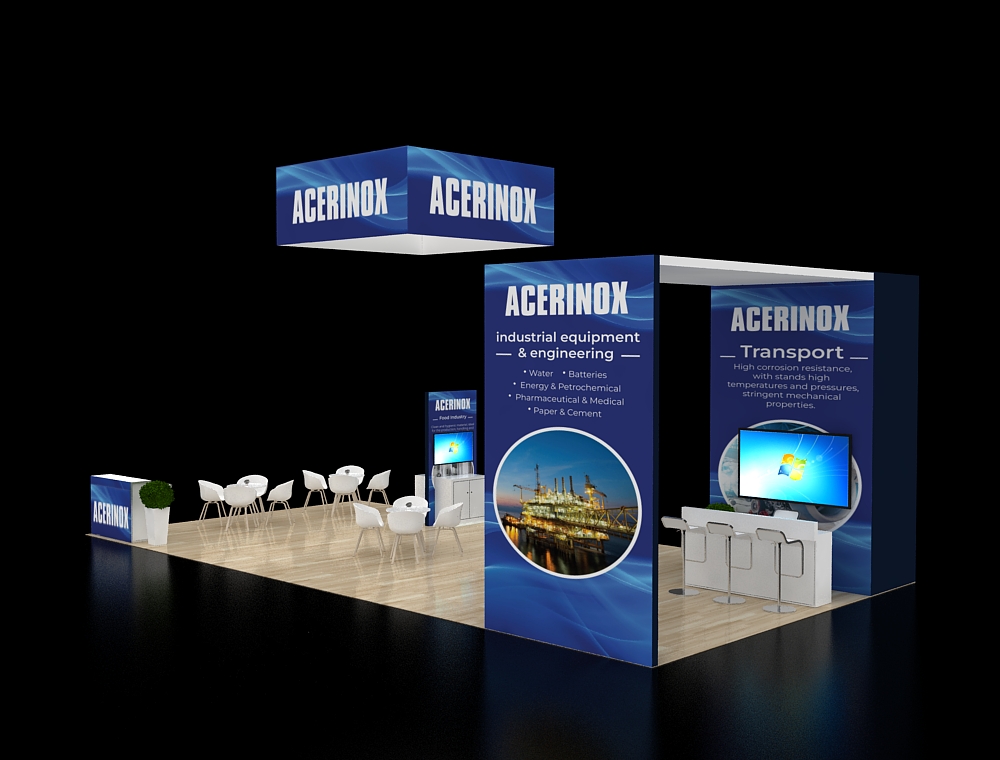 ACERINOX
ACERINOX
ACERINOX
industrial equipment
& engineering
• Water • Batteries
• Energy & Petrochemical
• Pharmaceutical & Medical
• Paper & Cement
ACERINOX
Transport
High corrosion resistance,
with stands high
temperatures and pressures,
stringent mechanical
properties.
ACERINOX
Food Industry
ACERINOX